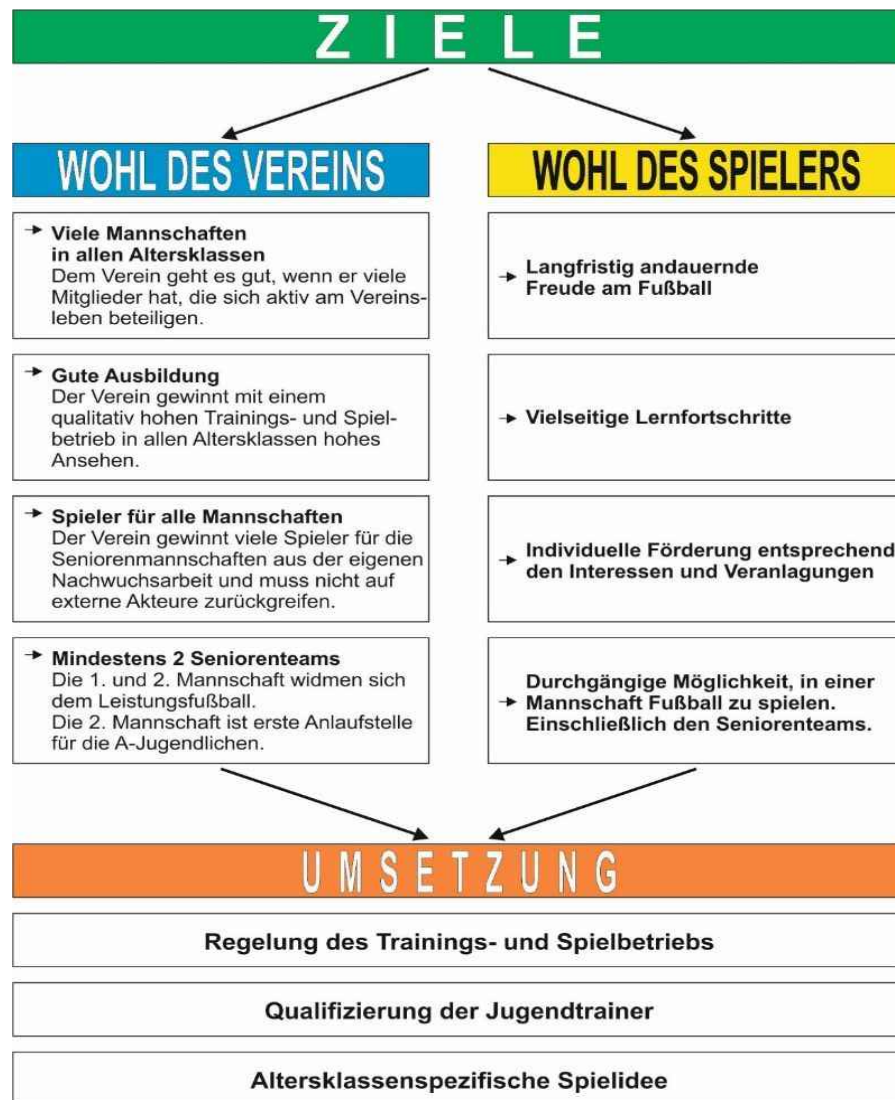 ZIELE
WOHL DES VEREINS
→ Viele Mannschaften
in allen Altersklassen
Dem Verein geht es gut, wenn er viele
Mitglieder hat, die sich aktiv am Vereins-
leben beteiligen.
→ Gute Ausbildung
Der Verein gewinnt mit einem
qualitativ hohen Trainings- und Spiel-
betrieb in allen Altersklassen hohes
Ansehen.
→ Spieler für alle Mannschaften
Der Verein gewinnt viele Spieler für die
Seniorenmannschaften aus der eigenen
Nachwuchsarbeit und muss nicht auf
externe Akteure zurückgreifen.
→ Mindestens 2 Seniorenteams
Die 1. und 2. Mannschaft widmen sich
dem Leistungsfußball.
Die 2. Mannschaft ist erste Anlaufstelle
für die A-Jugendlichen.
WOHL DES SPIELERS
→ Langfristig andauernde
Freude am Fußball
→ Vielseitige Lernfortschritte
→ Individuelle Förderung entsprechend
den Interessen und Veranlagungen
Durchgängige Möglichkeit, in einer
→ Mannschaft Fußball zu spielen.
Einschließlich den Seniorenteams.
UMSETZUNG
Regelung des Trainings- und Spielbetriebs
Qualifizierung der Jugendtrainer
Altersklassenspezifische Spielidee